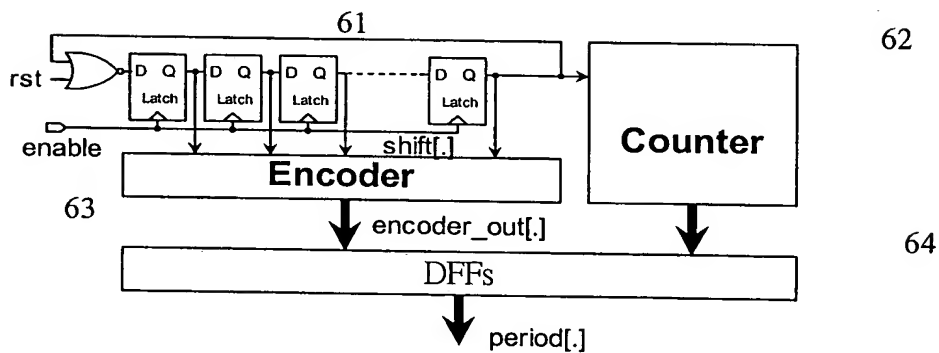 61
62
rst
D Q
Latch
D Q
Latch
D Q
Latch
D Q
Latch
enable
shift[.]
Counter
Encoder
63
encoder_out[.]
64
DFFs
period[.]